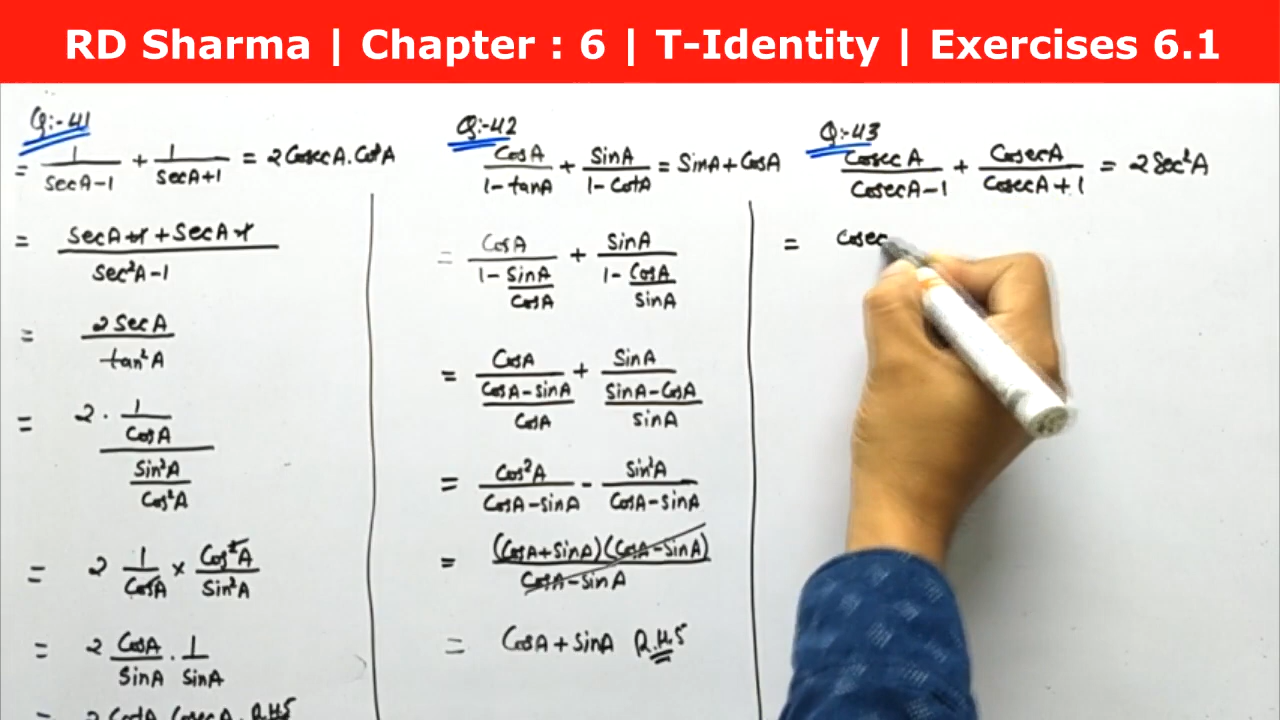 RD Sharma | Chapter : 6 | T-Identity | Exercises 6.1
Q:-41
= 1/(SecA-1) + 1/(SecA+1) = 2CosecA.CotA
= (SecA+1+SecA-1)/(Sec²A-1)
= 2SecA/tan²A
= (2 · 1/CosA)/(Sin²A/Cos²A)
= 2 1/CosA × Cos²A/Sin²A
= 2 CosA/SinA · 1/SinA
= 2 CotA CosecA. R.H.S
Q:-42
CosA/(1-tanA) + SinA/(1-CotA) = SinA+CosA
= CosA/(1-SinA/CosA) + SinA/(1-CosA/SinA)
= CosA/((CosA-SinA)/CosA) + SinA/((SinA-CosA)/SinA)
= Cos²A/(CosA-SinA) - Sin²A/(CosA-SinA)
= (CosA+SinA)(CosA-SinA)/(CosA-SinA)
= CosA+SinA R.H.S
Q:-43
CosecA/(CosecA-1) + CosecA/(CosecA+1) = 2Sec²A
= Cosec